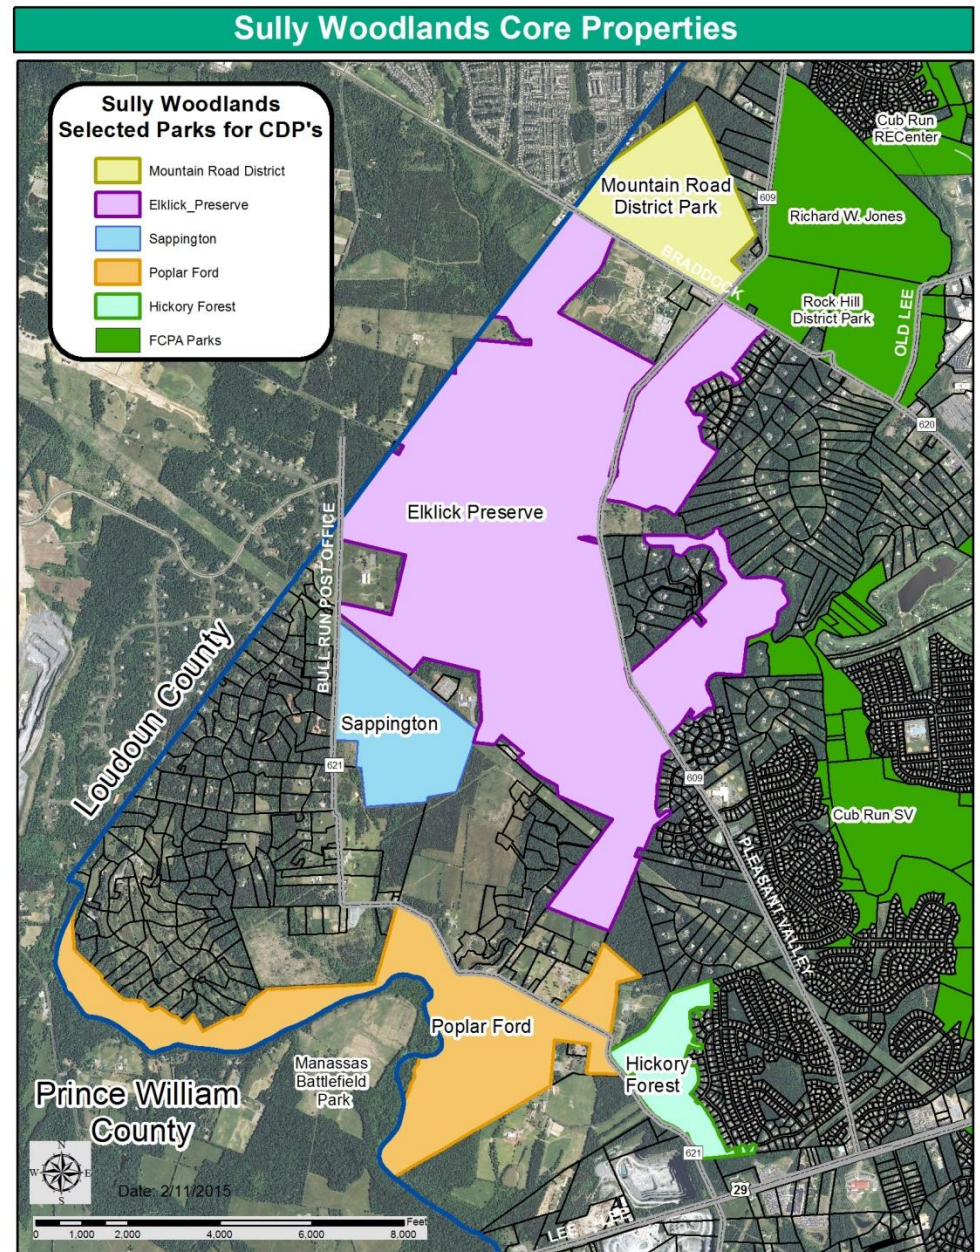 Sully Woodlands Core Properties
Sully Woodlands
Selected Parks for CDP's
Mountain Road District
Elklick_Preserve
Sappington
Poplar Ford
Hickory Forest
FCPA Parks
Cub Run
RECenter
Mountain Road
District Park
609
Richard W. Jones
BRADDOCK
Rock Hill
District Park
OLD LEE
620
Elklick Preserve
BULL RUN POST OFFICE
Loudoun County
Sappington
621
609
Cub Run SV
PLEASANT VALLEY
Poplar Ford
Manassas
Battlefield
Park
Hickory
Forest
Prince William
County
621
29
LEE
N
W
E
S
Date: 2/11/2015
Feet
0
1,000
2,000
4,000
6,000
8,000